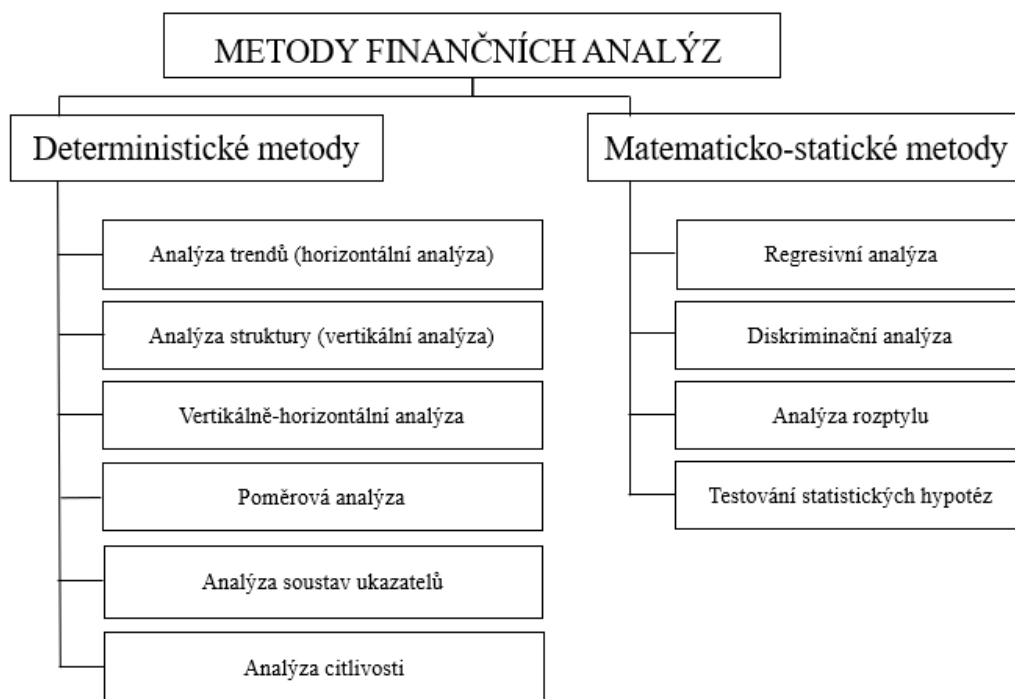 METODY FINANČNÍCH ANALÝZ
Deterministické metody
Analýza trendů (horizontální analýza)
Analýza struktury (vertikální analýza)
Vertikálně-horizontální analýza
Poměrová analýza
Analýza soustav ukazatelů
Analýza citlivosti
Matematicko-statické metody
Regresivní analýza
Diskriminační analýza
Analýza rozptylu
Testování statistických hypotéz